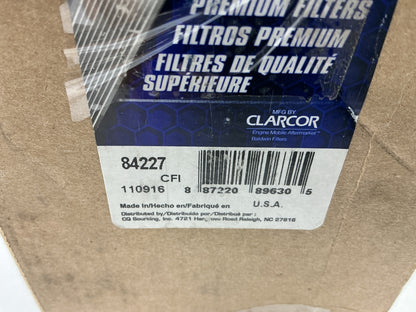 PREMIUM FILTERS
FILTROS PREMIUM
FILTRES DE QUALITÉ
SUPÉRIEURE
MFG BY
CLARCOR
Engine Mobile Aftermarket
Baldwin Filters
84227
CFI
110916 8 87220 89630 5
Made in/Hecho en/Fabriqué en U.S.A.
Distributed by/Distribuido por/Distribué par :
CQ Sourcing, Inc. 4721 Road Raleigh, NC 27616